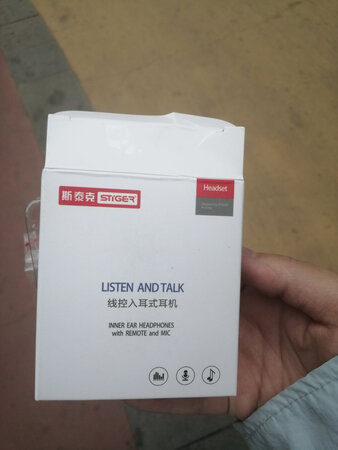 斯泰克 STIGER
Headset
LISTEN AND TALK
线控入耳式耳机
INNER EAR HEADPHONES
with REMOTE and MIC